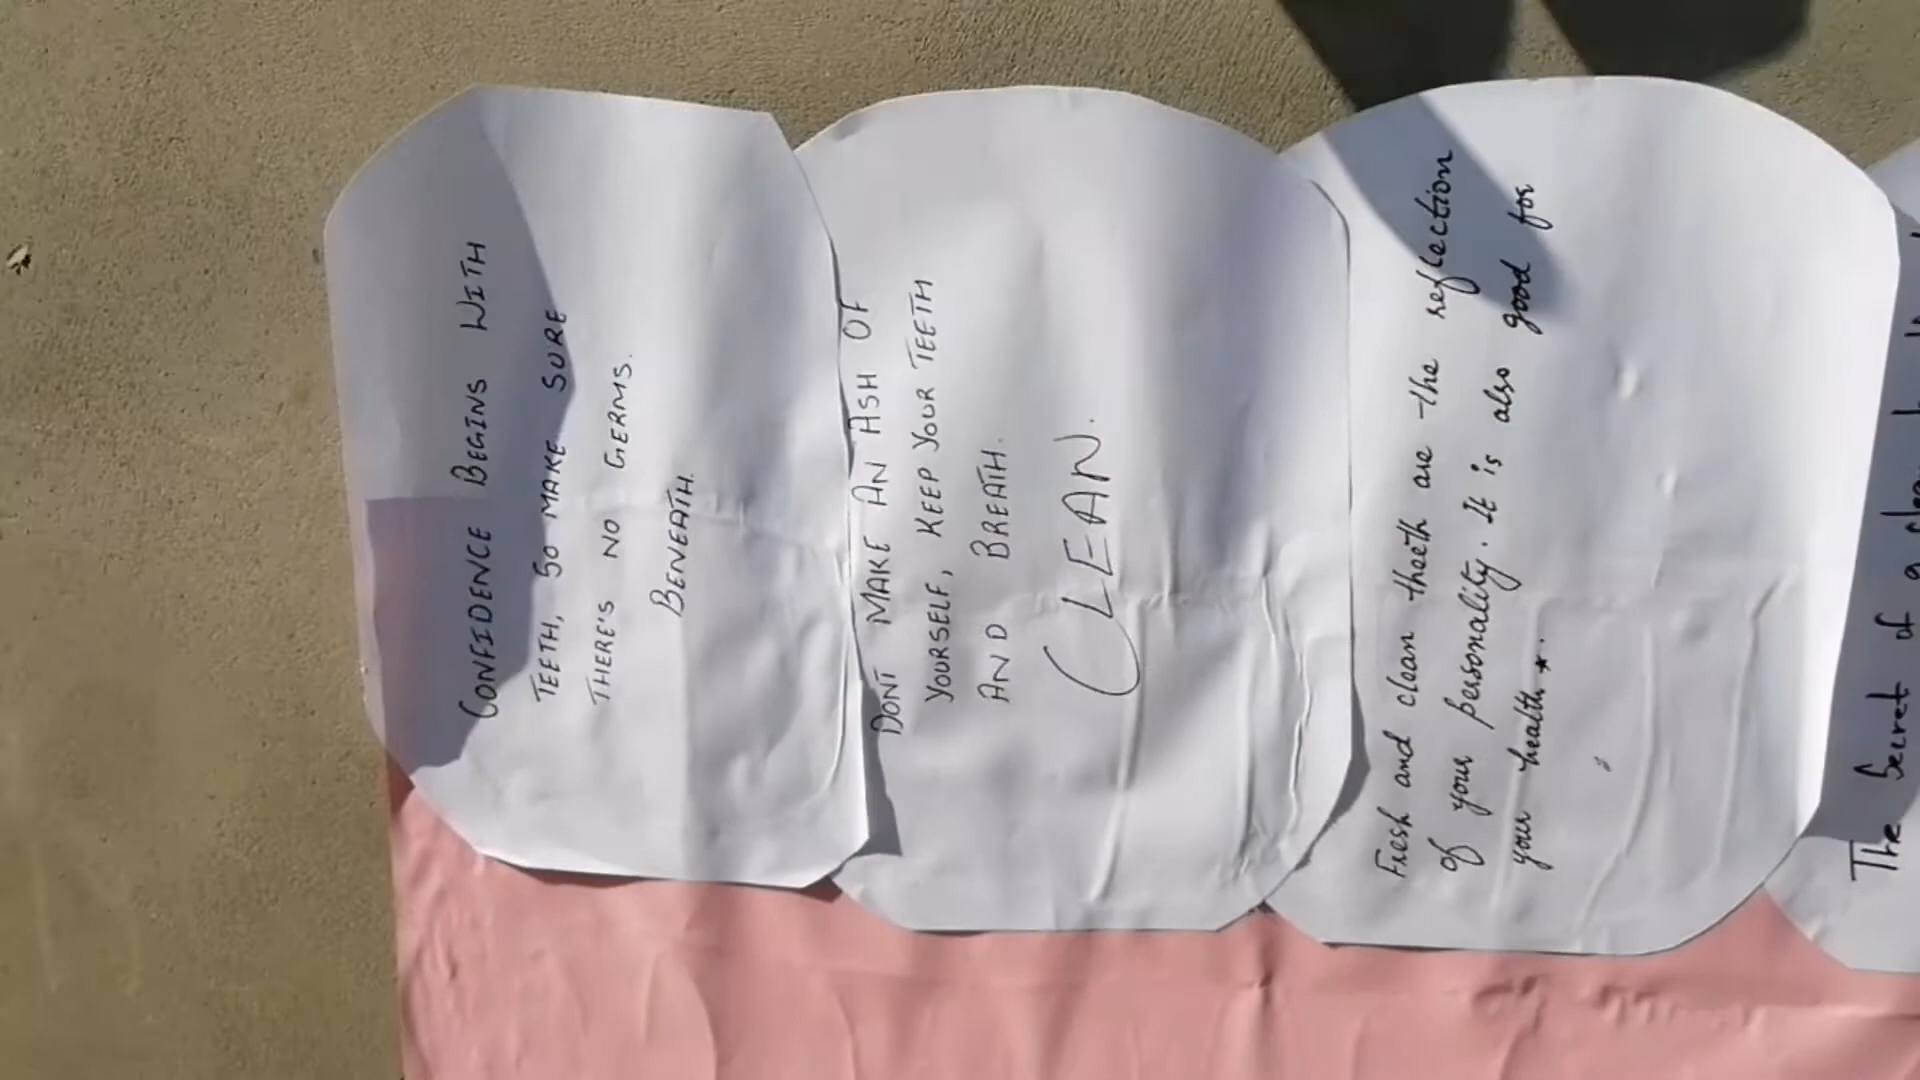 CONFIDENCE BEGINS WITH
TEETH, SO MAKE SURE
THERE'S NO GERMS.
BENEATH.
DONT MAKE AN ASH OF
YOURSELF, KEEP YOUR TEETH
AND BREATH.
CLEAN.
Fresh and clean theeth are the reflection
of your personality. It is also good for
your health *.
The Secret of a